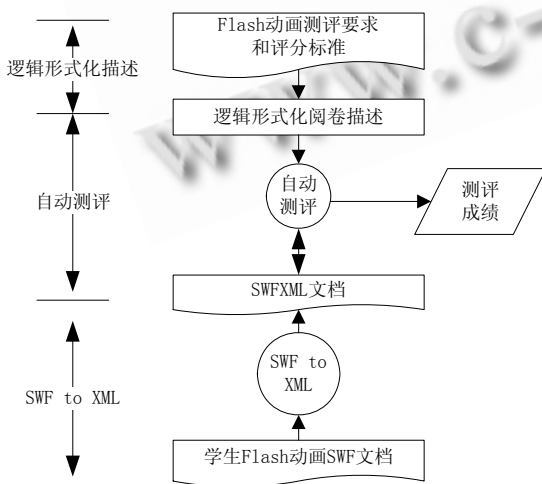 Flash动画测评要求
和评分标准
逻辑形式化描述
逻辑形式化阅卷描述
自动
测评
测评
成绩
自动测评
SWFXML文档
SWF to
XML
SWF to XML
学生Flash动画SWF文档
www.c-